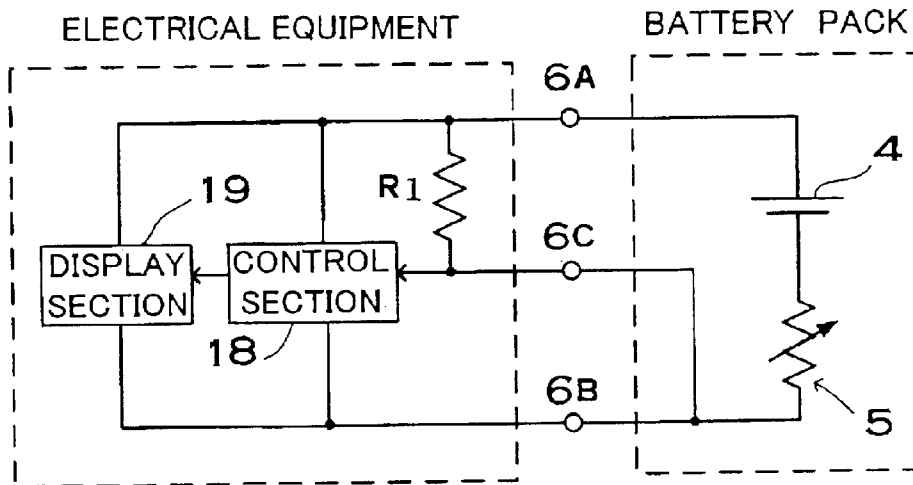 ELECTRICAL EQUIPMENT
BATTERY PACK
6A
4
19
R1
6C
DISPLAY
SECTION
CONTROL
SECTION
18
6B
5